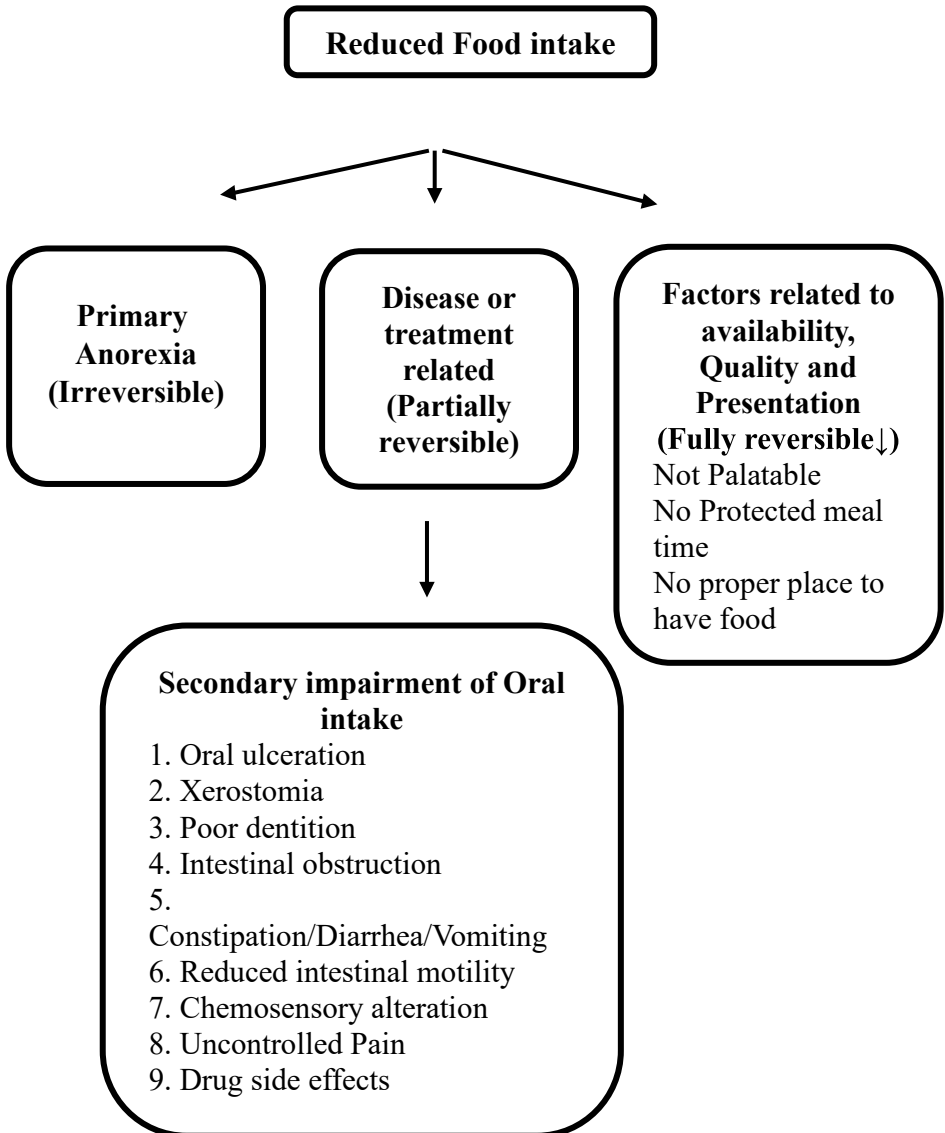 Reduced Food intake
Primary
Anorexia
(Irreversible)
Disease or
treatment
related
(Partially
reversible)
Factors related to
availability,
Quality and
Presentation
(Fully reversible↓)
Not Palatable
No Protected meal
time
No proper place to
have food
Secondary impairment of Oral
intake
1. Oral ulceration
2. Xerostomia
3. Poor dentition
4. Intestinal obstruction
5.
Constipation/Diarrhea/Vomiting
6. Reduced intestinal motility
7. Chemosensory alteration
8. Uncontrolled Pain
9. Drug side effects